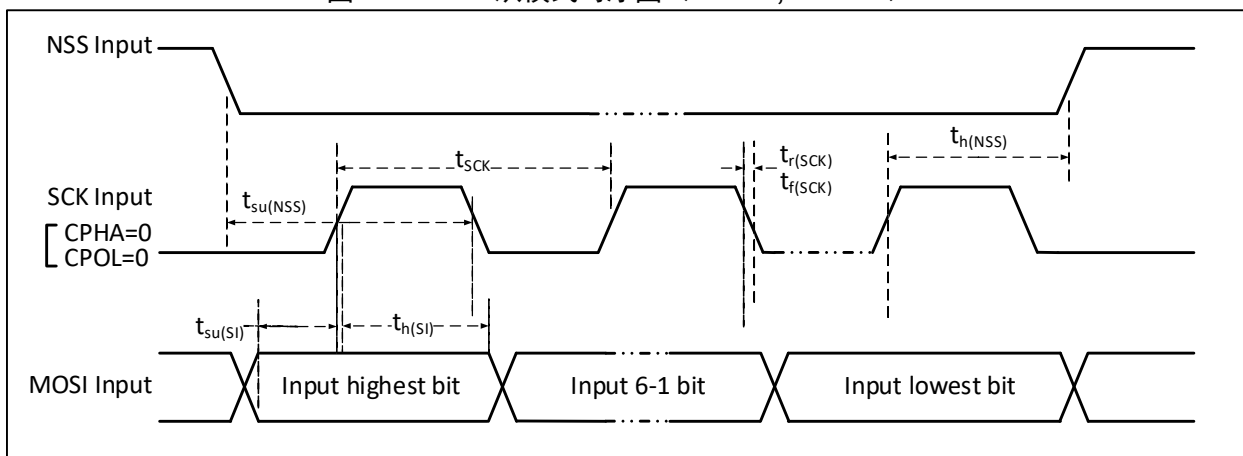 NSS Input
tSCK
th(NSS)
tr(SCK)
tf(SCK)
SCK Input
tsu(NSS)
CPHA=0
CPOL=0
tsu(SI)
th(SI)
MOSI Input
Input highest bit
Input 6-1 bit
Input lowest bit